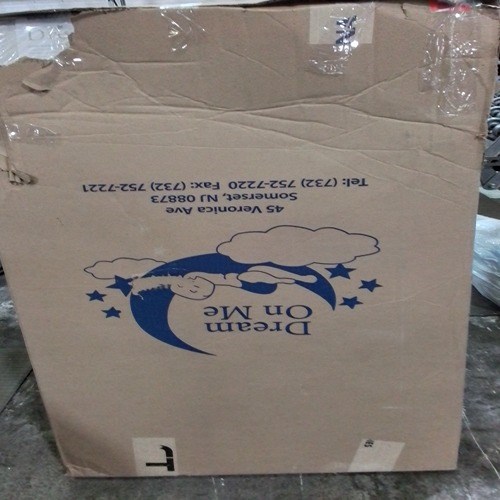 Dream
On Me
45 Veronica Ave
Somerset, NJ 08873
Tel: (732) 752-7220 Fax: (732) 752-7221